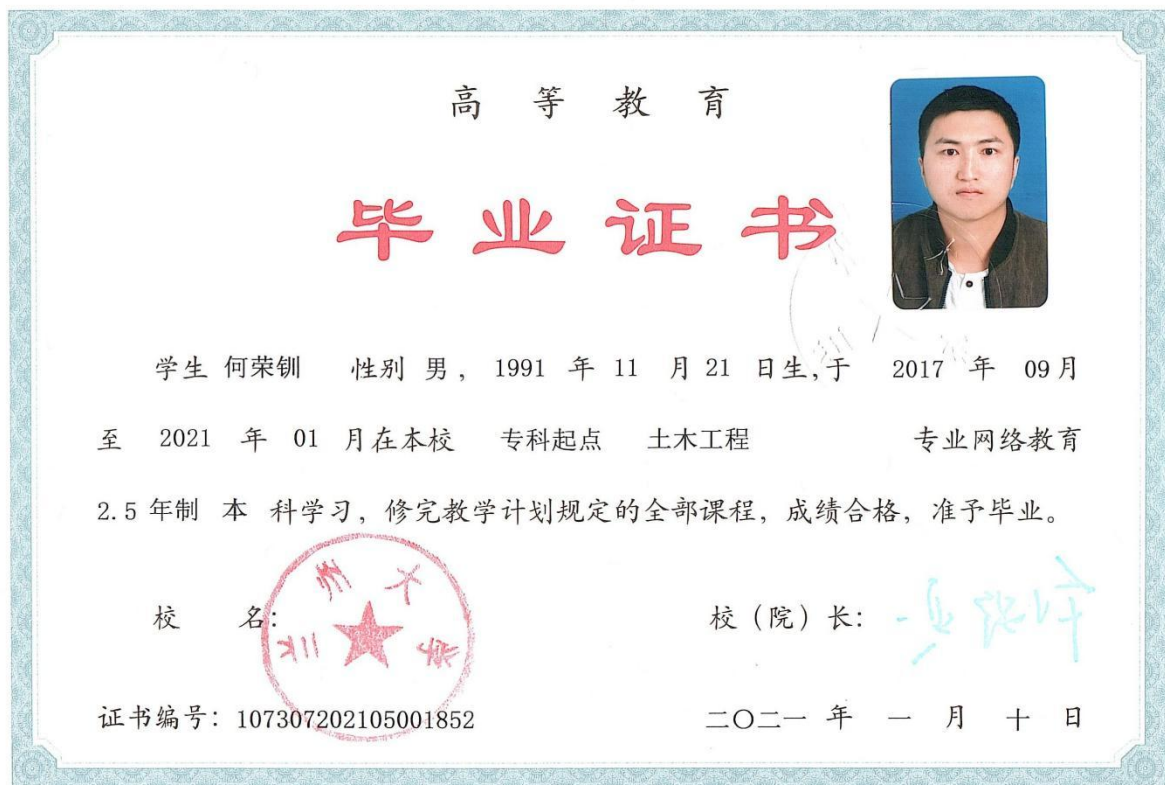 高等教育
毕业证书
学生 何荣钏 性别 男, 1991 年 11 月 21 日生,于 2017 年 09月
至 2021 年 01 月在本校 专科起点 土木工程 专业网络教育
2.5 年制 本 科学习, 修完教学计划规定的全部课程, 成绩合格, 准予毕业。
校 名: 校 (院) 长:
兰州大学
证书编号: 107307202105001852 二〇二一 年 一 月 十 日